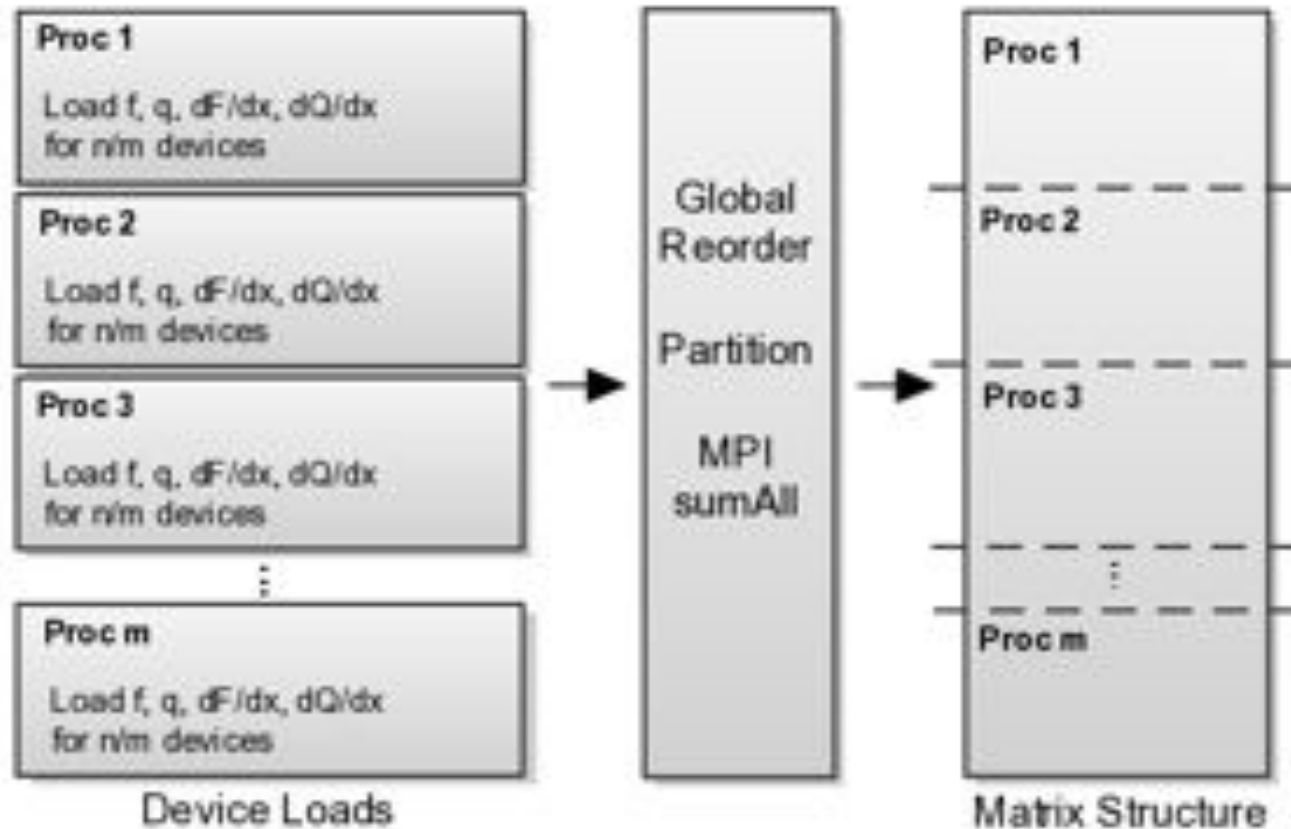 Proc 1
Load f, q, dF/dx, dQ/dx
for n/m devices
Proc 2
Load f, q, dF/dx, dQ/dx
for n/m devices
Proc 3
Load f, q, dF/dx, dQ/dx
for n/m devices
⋮
Proc m
Load f, q, dF/dx, dQ/dx
for n/m devices
Device Loads
Global
Reorder
Partition
MPI
sumAll
Proc 1
Proc 2
Proc 3
⋮
Proc m
Matrix Structure